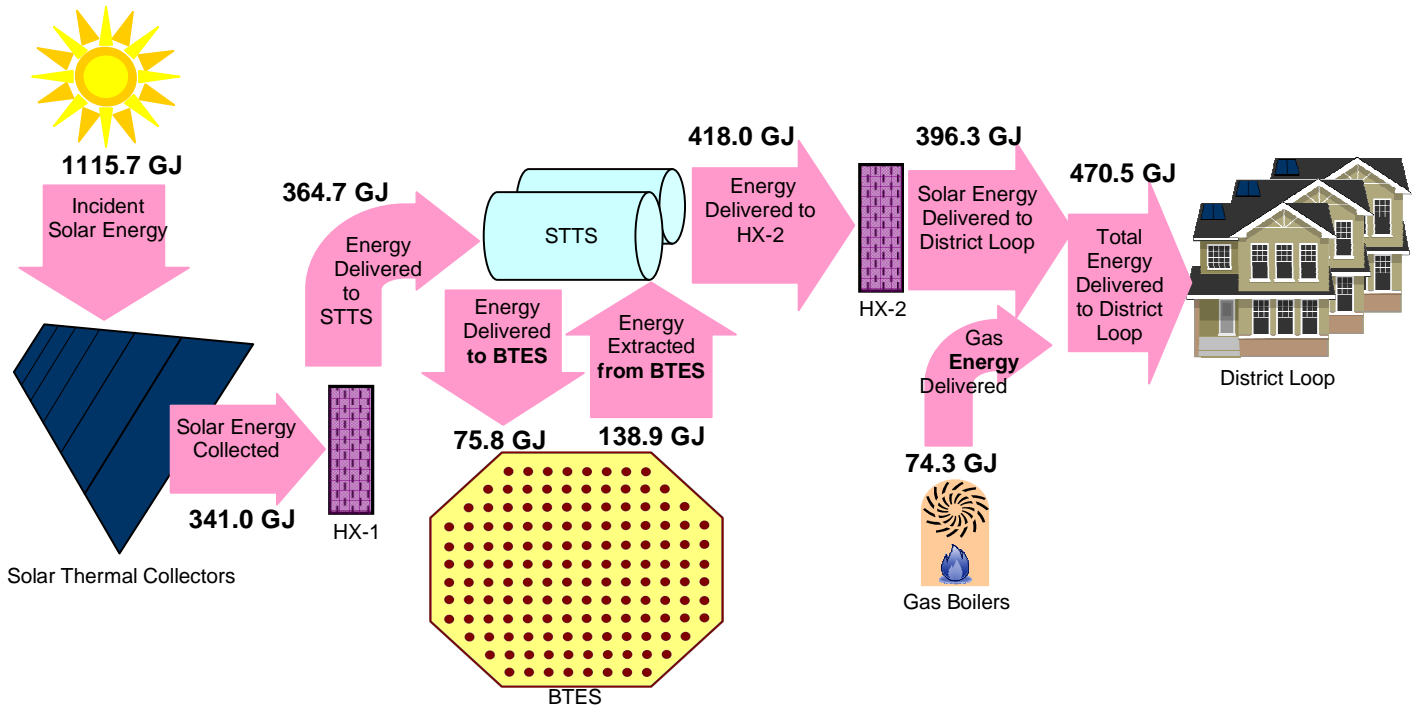 1115.7 GJ
Incident
Solar Energy
Solar Thermal Collectors
Solar Energy
Collected
341.0 GJ
HX-1
364.7 GJ
Energy
Delivered
to
STTS
STTS
Energy
Delivered
to BTES
75.8 GJ
Energy
Extracted
from BTES
138.9 GJ
BTES
418.0 GJ
Energy
Delivered to
HX-2
HX-2
396.3 GJ
Solar Energy
Delivered to
District Loop
Gas
Energy
Delivered
74.3 GJ
Gas Boilers
470.5 GJ
Total
Energy
Delivered
to District
Loop
District Loop